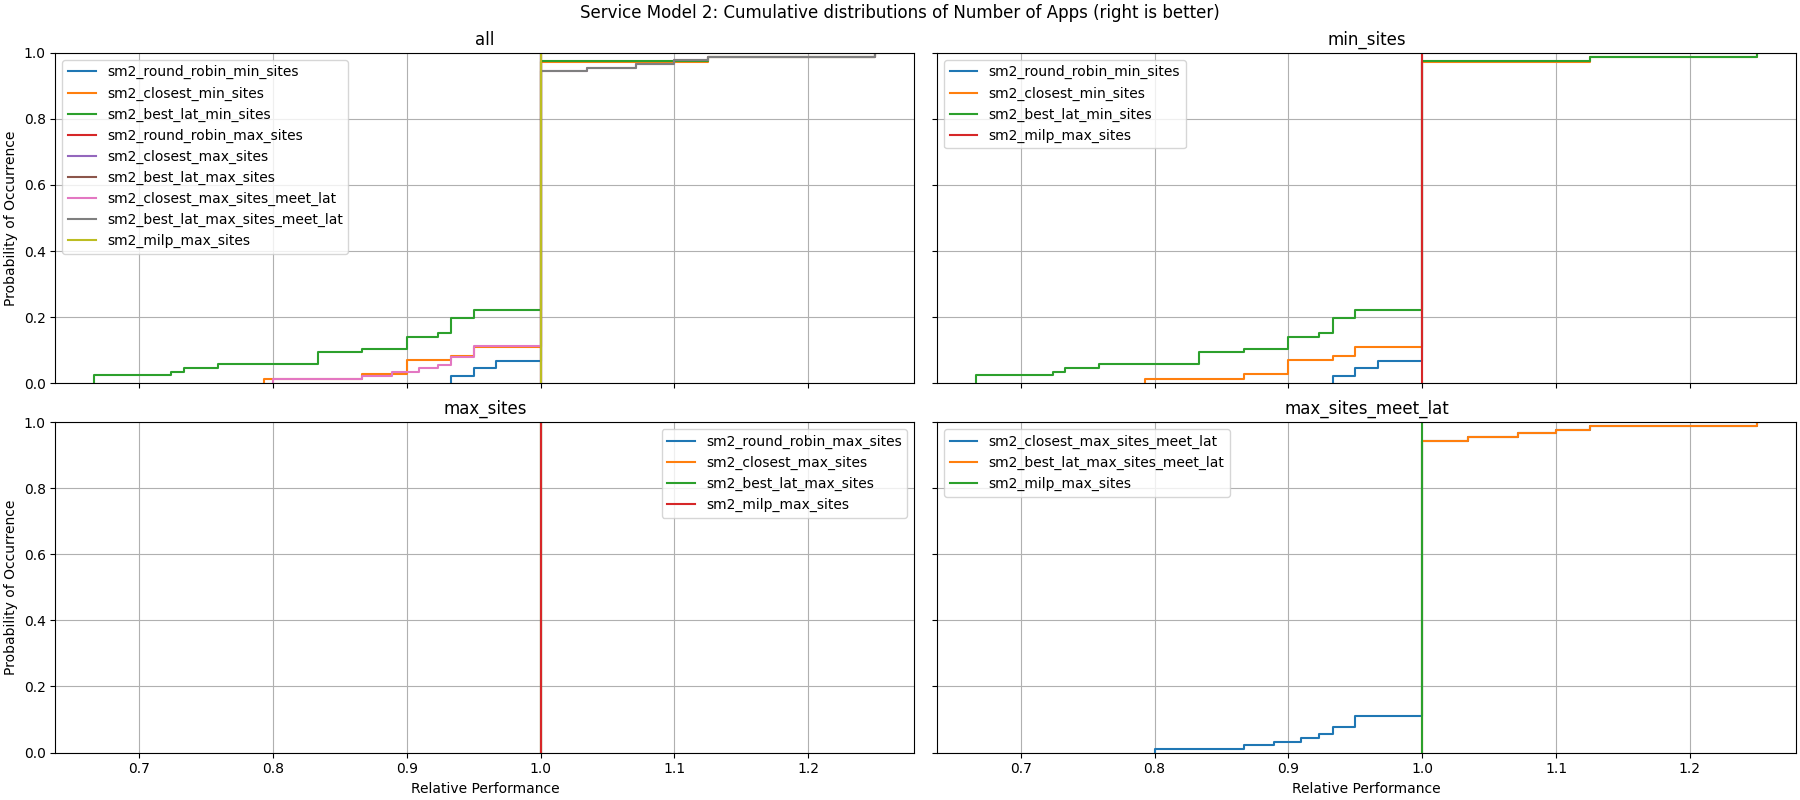 Service Model 2: Cumulative distributions of Number of Apps (right is better)
all
Probability of Occurrence
1.0
0.8
0.6
0.4
0.2
0.0
sm2_round_robin_min_sites
sm2_closest_min_sites
sm2_best_lat_min_sites
sm2_round_robin_max_sites
sm2_closest_max_sites
sm2_best_lat_max_sites
sm2_closest_max_sites_meet_lat
sm2_best_lat_max_sites_meet_lat
sm2_milp_max_sites
min_sites
sm2_round_robin_min_sites
sm2_closest_min_sites
sm2_best_lat_min_sites
sm2_milp_max_sites
max_sites
Probability of Occurrence
1.0
0.8
0.6
0.4
0.2
0.0
sm2_round_robin_max_sites
sm2_closest_max_sites
sm2_best_lat_max_sites
sm2_milp_max_sites
0.7 0.8 0.9 1.0 1.1 1.2
Relative Performance
max_sites_meet_lat
sm2_closest_max_sites_meet_lat
sm2_best_lat_max_sites_meet_lat
sm2_milp_max_sites
0.7 0.8 0.9 1.0 1.1 1.2
Relative Performance